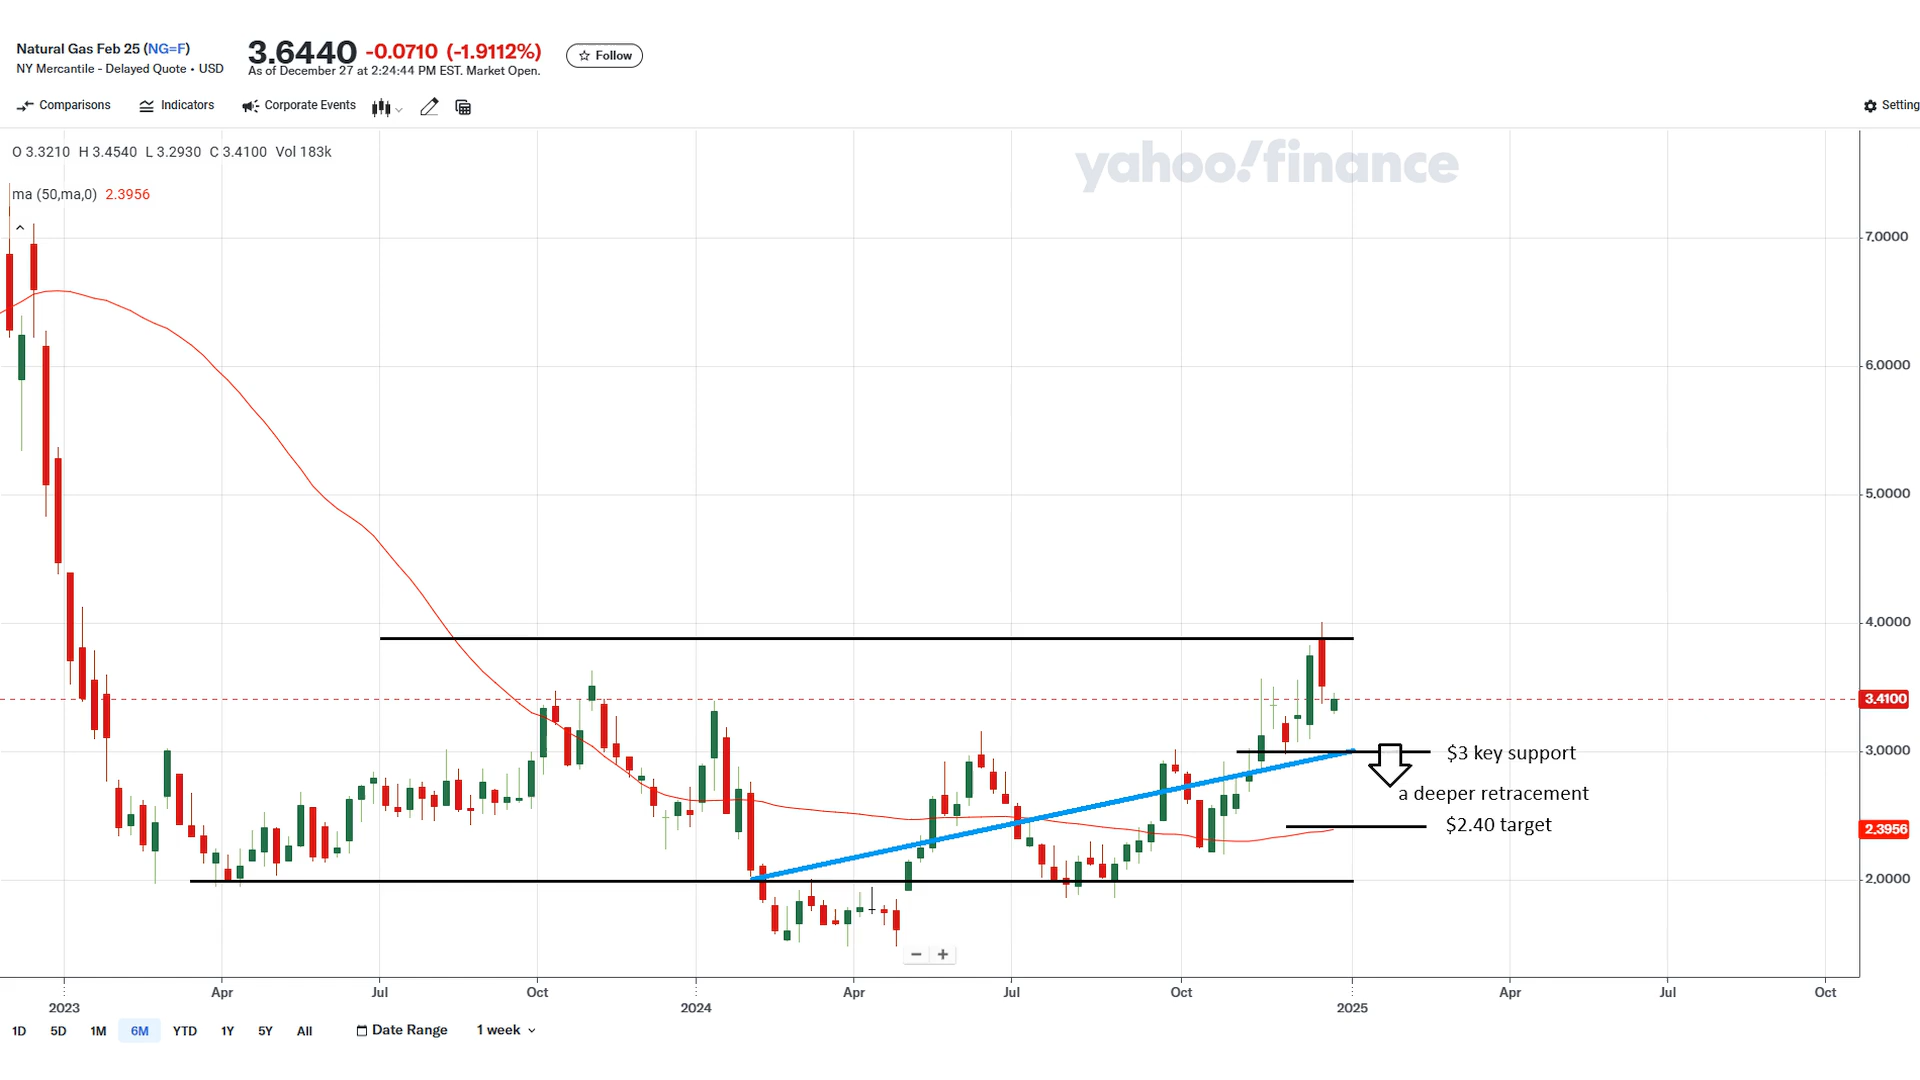 Natural Gas Feb 25 (NG=F)
NY Mercantile - Delayed Quote • USD
3.6440 -0.0710 (-1.9112%)
As of December 27 at 2:24:44 PM EST. Market Open.
Follow
Comparisons
Indicators
Corporate Events
Setting
O 3.3210 H 3.4540 L 3.2930 C 3.4100 Vol 183k
ma (50,ma,0) 2.3956
yahoo!finance
7.0000
6.0000
5.0000
4.0000
3.4100
3.0000
$3 key support
a deeper retracement
$2.40 target
2.3956
2.0000
Apr Jul Oct Apr Jul Oct Apr Jul Oct
2023 2024 2025
1D 5D 1M 6M YTD 1Y 5Y All Date Range 1 week